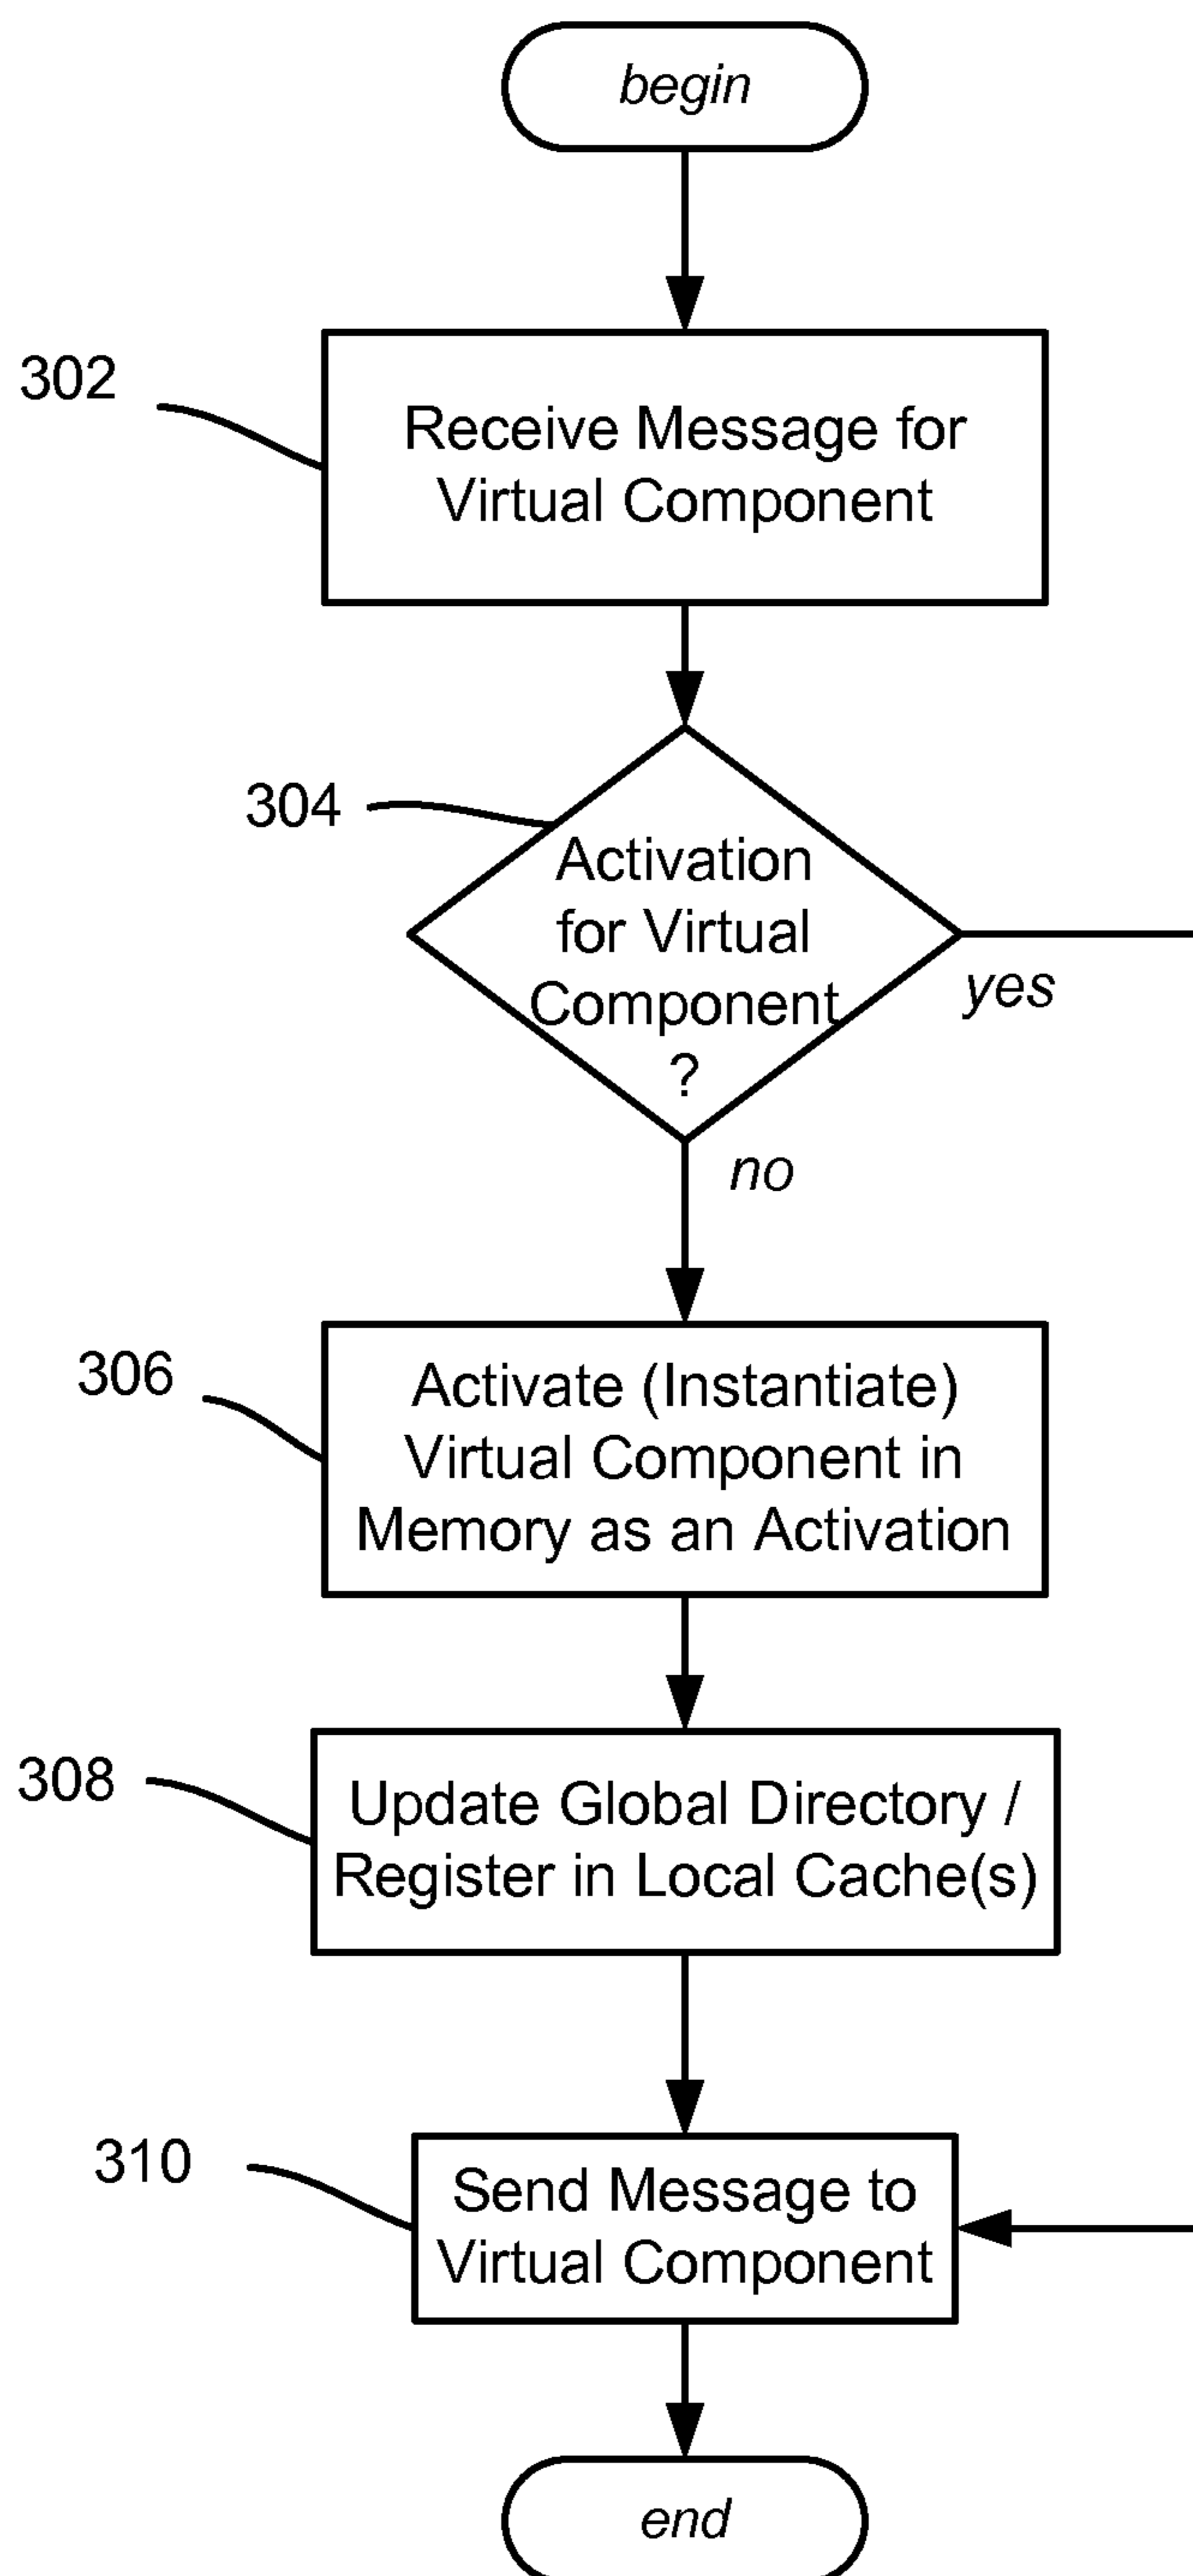 begin
302
Receive Message for
Virtual Component
304
Activation
for Virtual
Component
?
yes
no
306
Activate (Instantiate)
Virtual Component in
Memory as an Activation
308
Update Global Directory /
Register in Local Cache(s)
310
Send Message to
Virtual Component
end